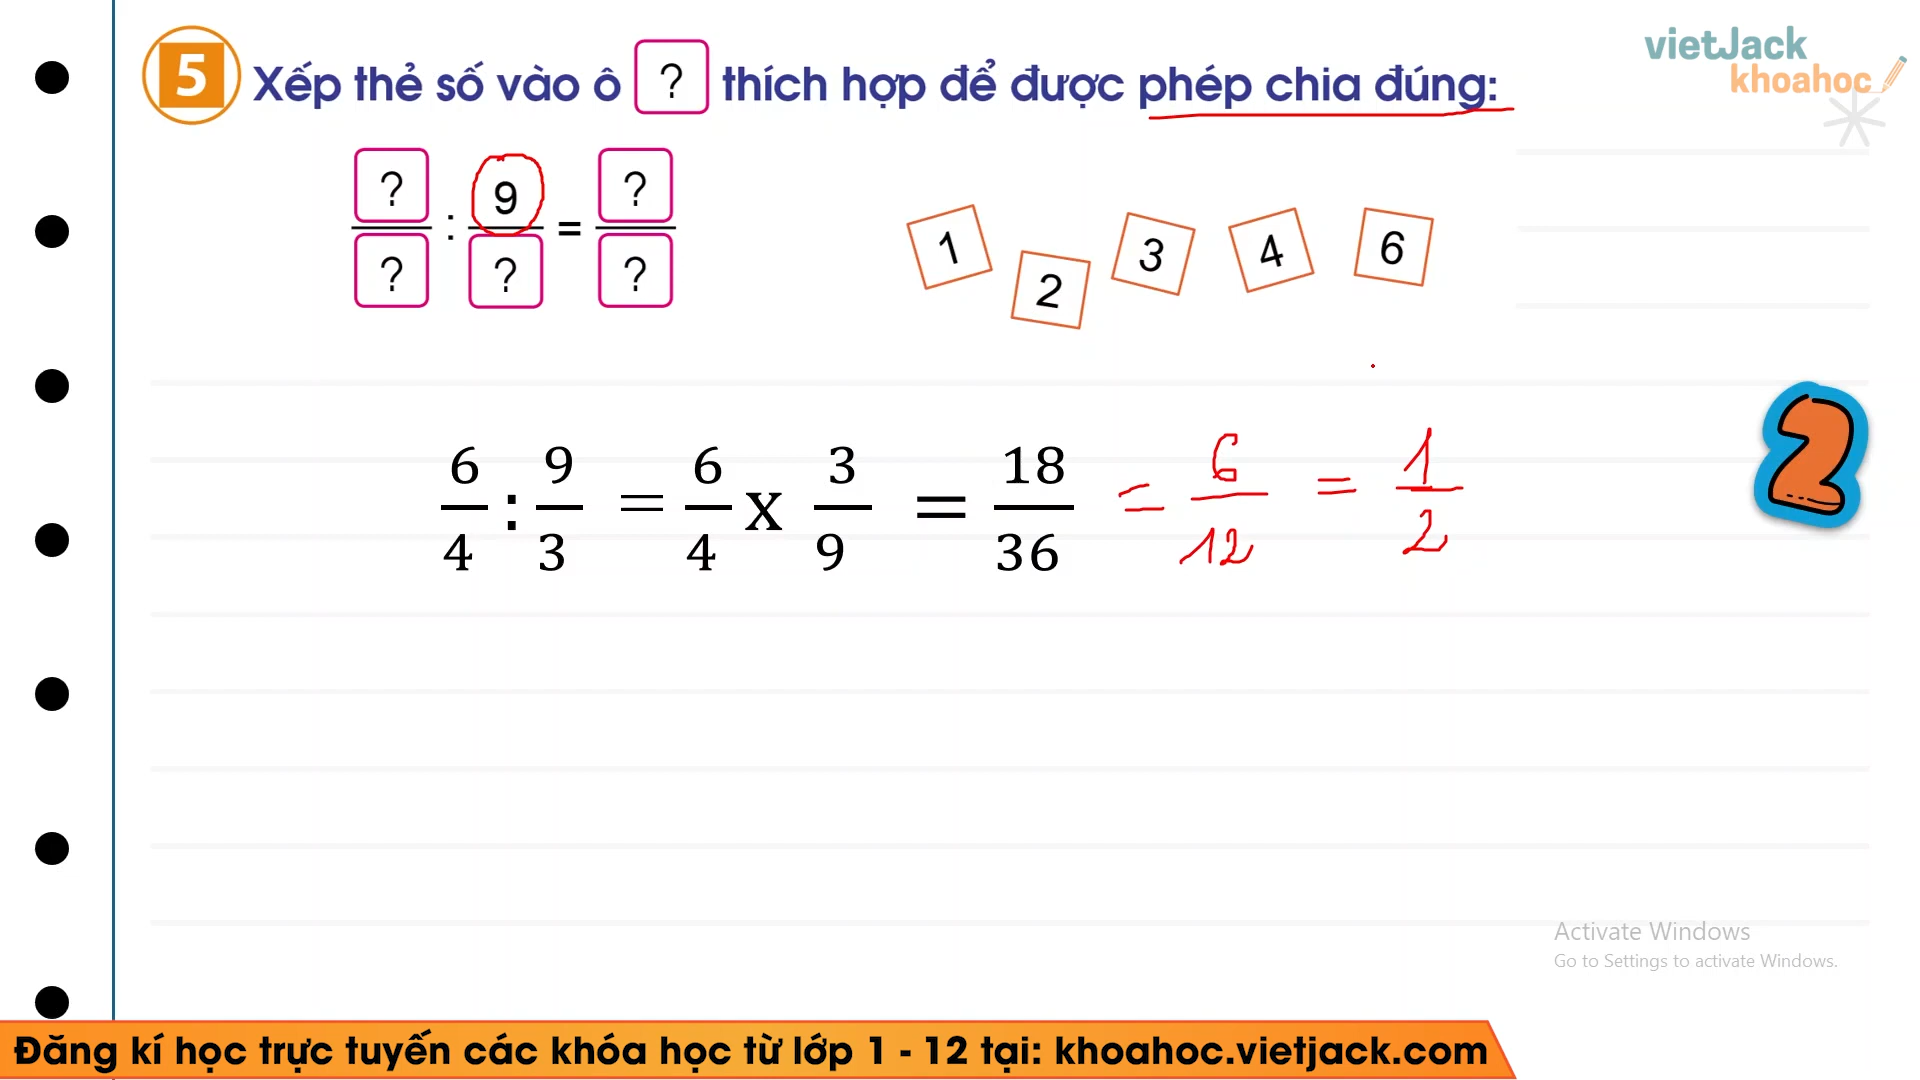 5 Xếp thẻ số vào ô ? thích hợp để được phép chia đúng:
vietJack
khoahoc
? 9 ?
: =
? ? ?
1 2 3 4 6
6 9 6 3 18 6 1
: = x = = =
4 3 4 9 36 12 2
2
Activate Windows
Go to Settings to activate Windows.
Đăng kí học trực tuyến các khóa học từ lớp 1 - 12 tại: khoahoc.vietjack.com